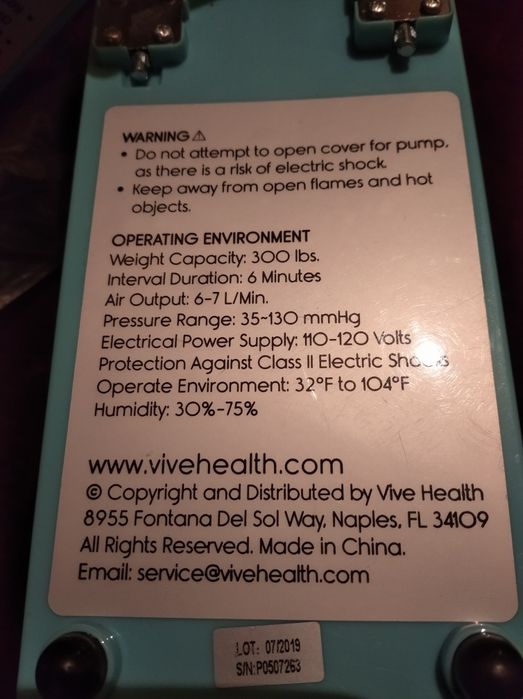 WARNING ⚠
• Do not attempt to open cover for pump,
as there is a risk of electric shock.
• Keep away from open flames and hot
objects.
OPERATING ENVIRONMENT
Weight Capacity: 300 lbs.
Interval Duration: 6 Minutes
Air Output: 6-7 L/Min.
Pressure Range: 35~130 mmHg
Electrical Power Supply: 110-120 Volts
Protection Against Class II Electric Shocks
Operate Environment: 32°F to 104°F
Humidity: 30%-75%
www.vivehealth.com
© Copyright and Distributed by Vive Health
8955 Fontana Del Sol Way, Naples, FL 34109
All Rights Reserved. Made in China.
Email: service@vivehealth.com
LOT: 07/2019
S/N:P0507263